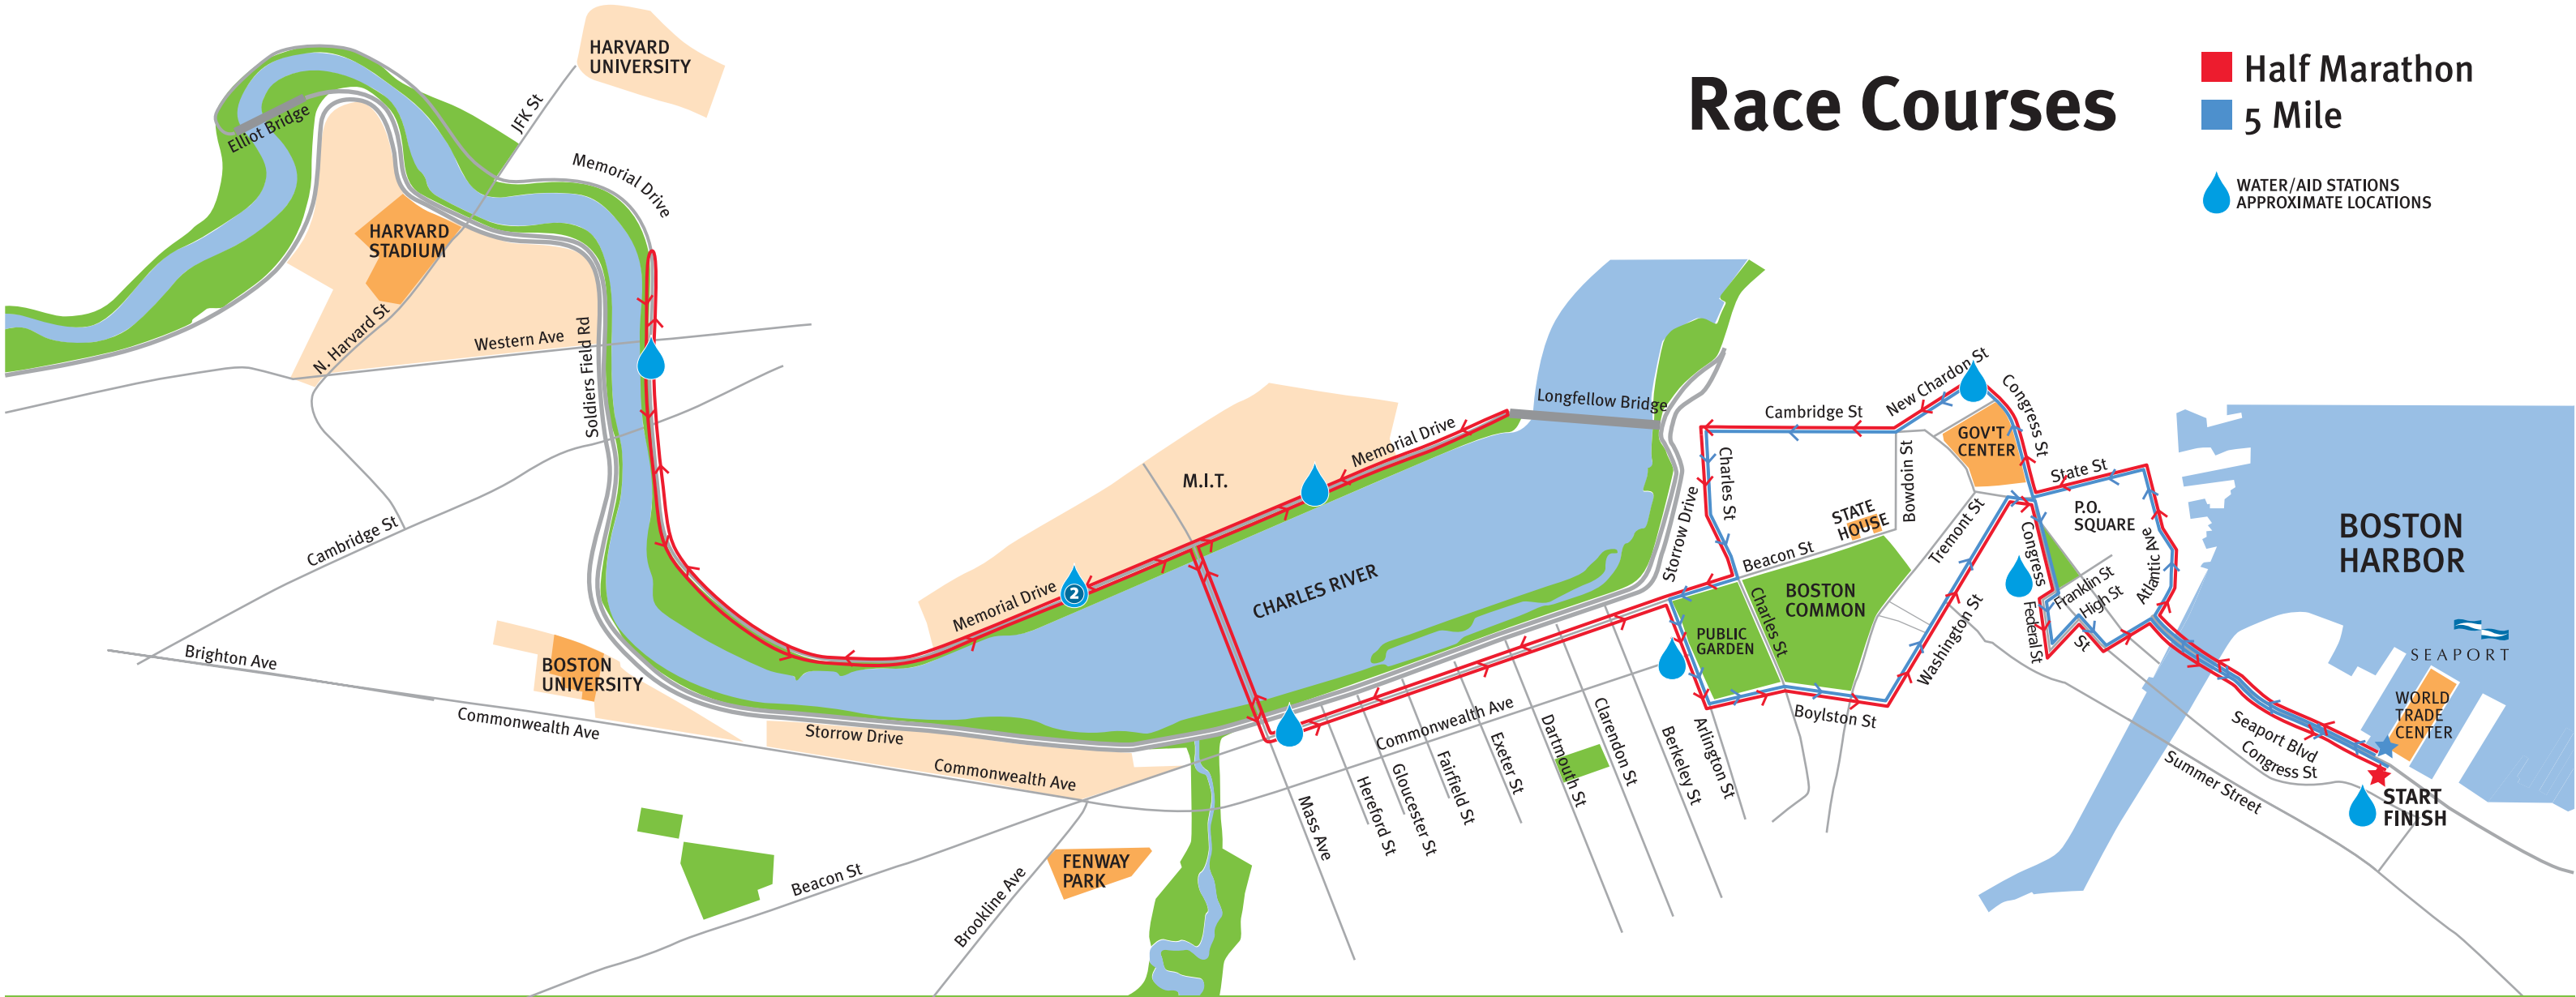 Race Courses
Half Marathon
5 Mile
WATER/AID STATIONS
APPROXIMATE LOCATIONS
HARVARD
UNIVERSITY
JFK St
Elliot Bridge
Memorial Drive
HARVARD
STADIUM
N. Harvard St
Western Ave
Soldiers Field Rd
Cambridge St
Brighton Ave
BOSTON
UNIVERSITY
Commonwealth Ave
Storrow Drive
Commonwealth Ave
Beacon St
Brookline Ave
FENWAY
PARK
Memorial Drive
2
M.I.T.
Memorial Drive
Longfellow Bridge
CHARLES RIVER
Storrow Drive
Commonwealth Ave
Mass Ave
Hereford St
Gloucester St
Fairfield St
Exeter St
Dartmouth St
Clarendon St
Berkeley St
Arlington St
Cambridge St
Charles St
New Chardon St
Congress St
GOV'T
CENTER
Bowdoin St
STATE
HOUSE
Beacon St
BOSTON
COMMON
Charles St
PUBLIC
GARDEN
Boylston St
Tremont St
Washington St
State St
P.O.
SQUARE
Congress
St
Federal St
Franklin St
High St
Atlantic Ave
BOSTON
HARBOR
SEAPORT
WORLD
TRADE
CENTER
Seaport Blvd
Congress St
Summer Street
START
FINISH